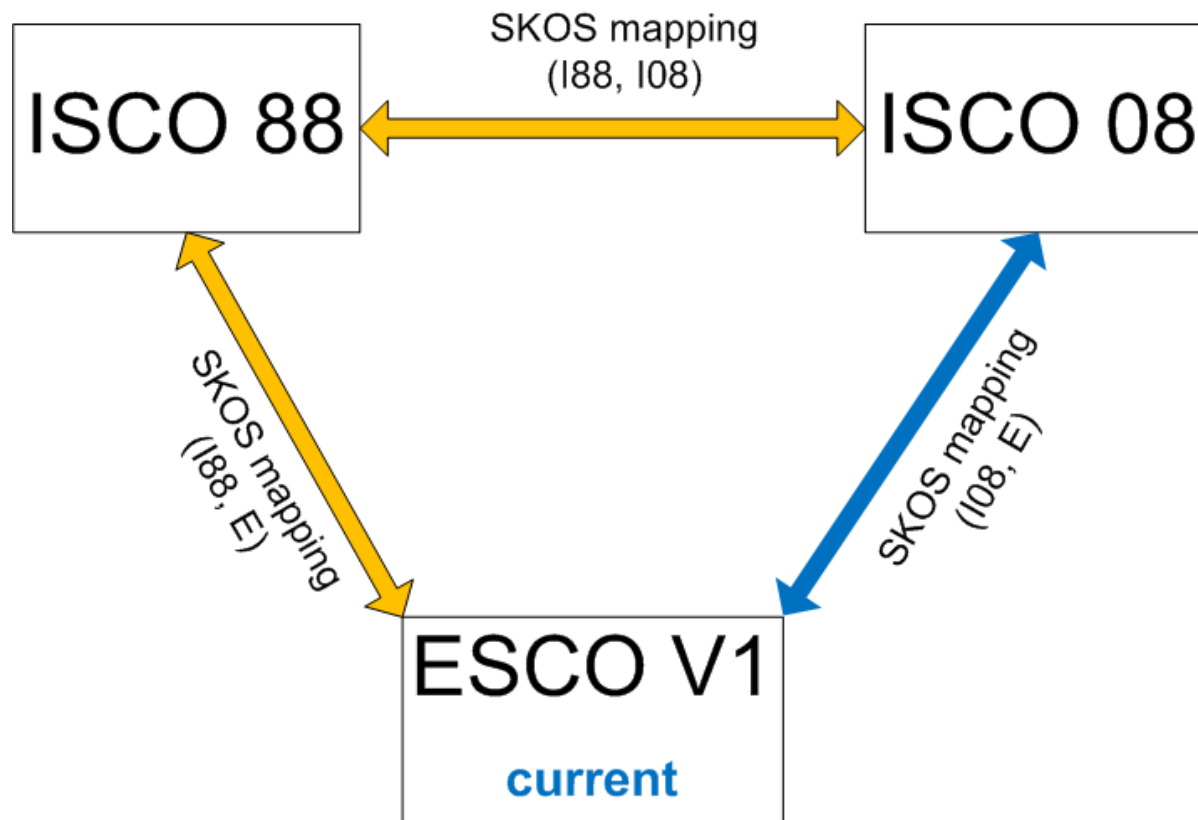 SKOS mapping
(I88, I08)
ISCO 88
ISCO 08
SKOS mapping
(I88, E)
SKOS mapping
(I08, E)
ESCO V1
current